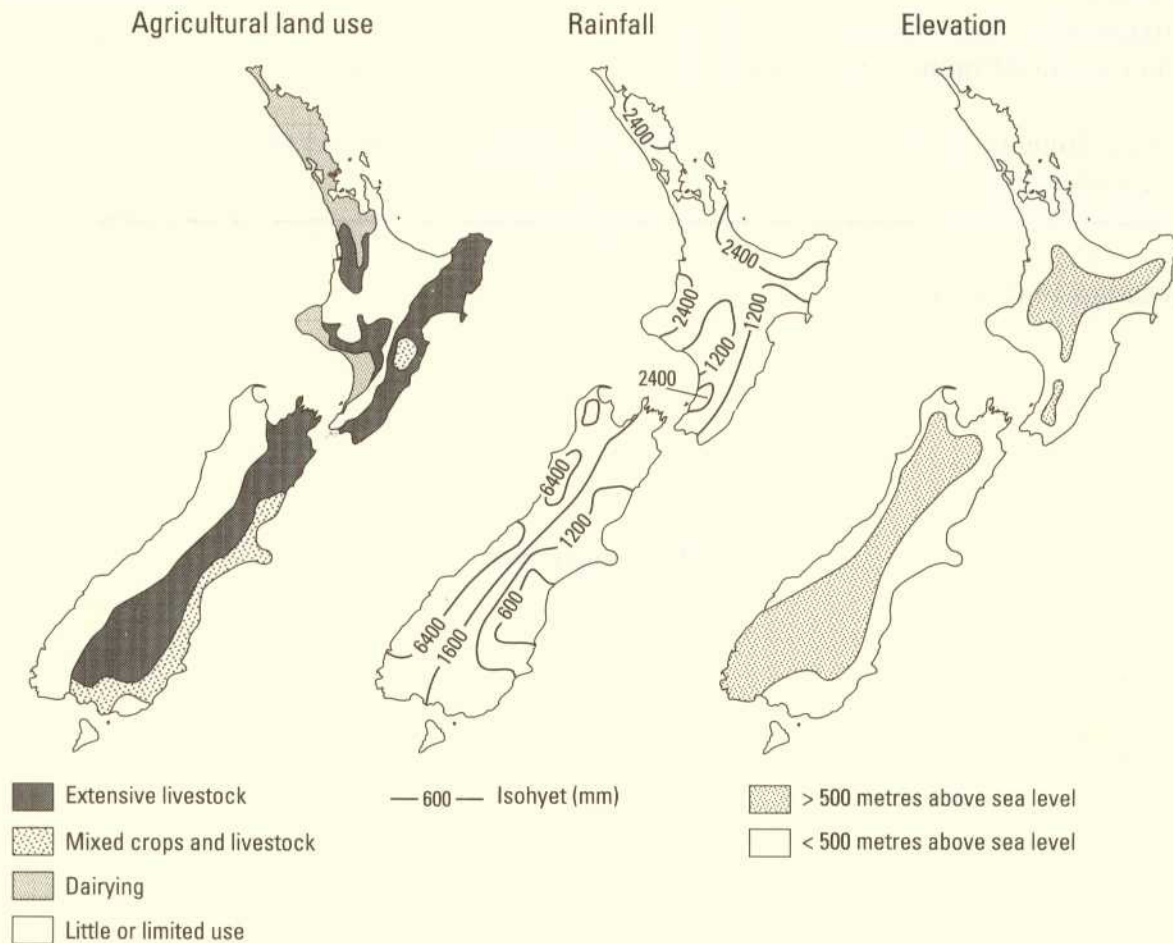 Agricultural land use
Rainfall
Elevation
2400
2400
2400
1200
1200
2400
6400
1200
600
6400
1600
Extensive livestock
Mixed crops and livestock
Dairying
Little or limited use
600 Isohyet (mm)
> 500 metres above sea level
< 500 metres above sea level